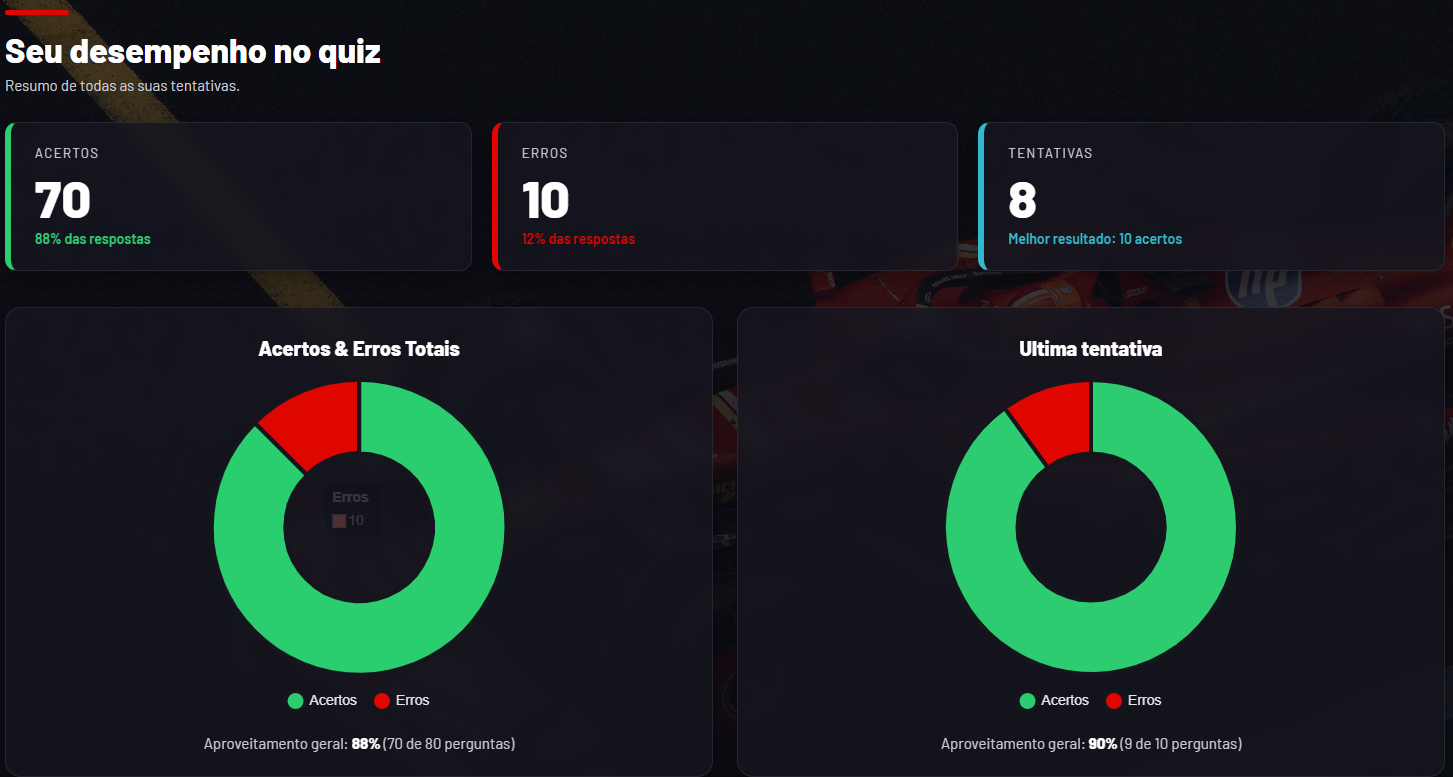 Seu desempenho no quiz
Resumo de todas as suas tentativas.
ACERTOS
70
88% das respostas
ERROS
10
12% das respostas
TENTATIVAS
8
Melhor resultado: 10 acertos
Acertos & Erros Totais
Erros
10
Acertos Erros
Aproveitamento geral: 88% (70 de 80 perguntas)
Ultima tentativa
Acertos Erros
Aproveitamento geral: 90% (9 de 10 perguntas)
hp